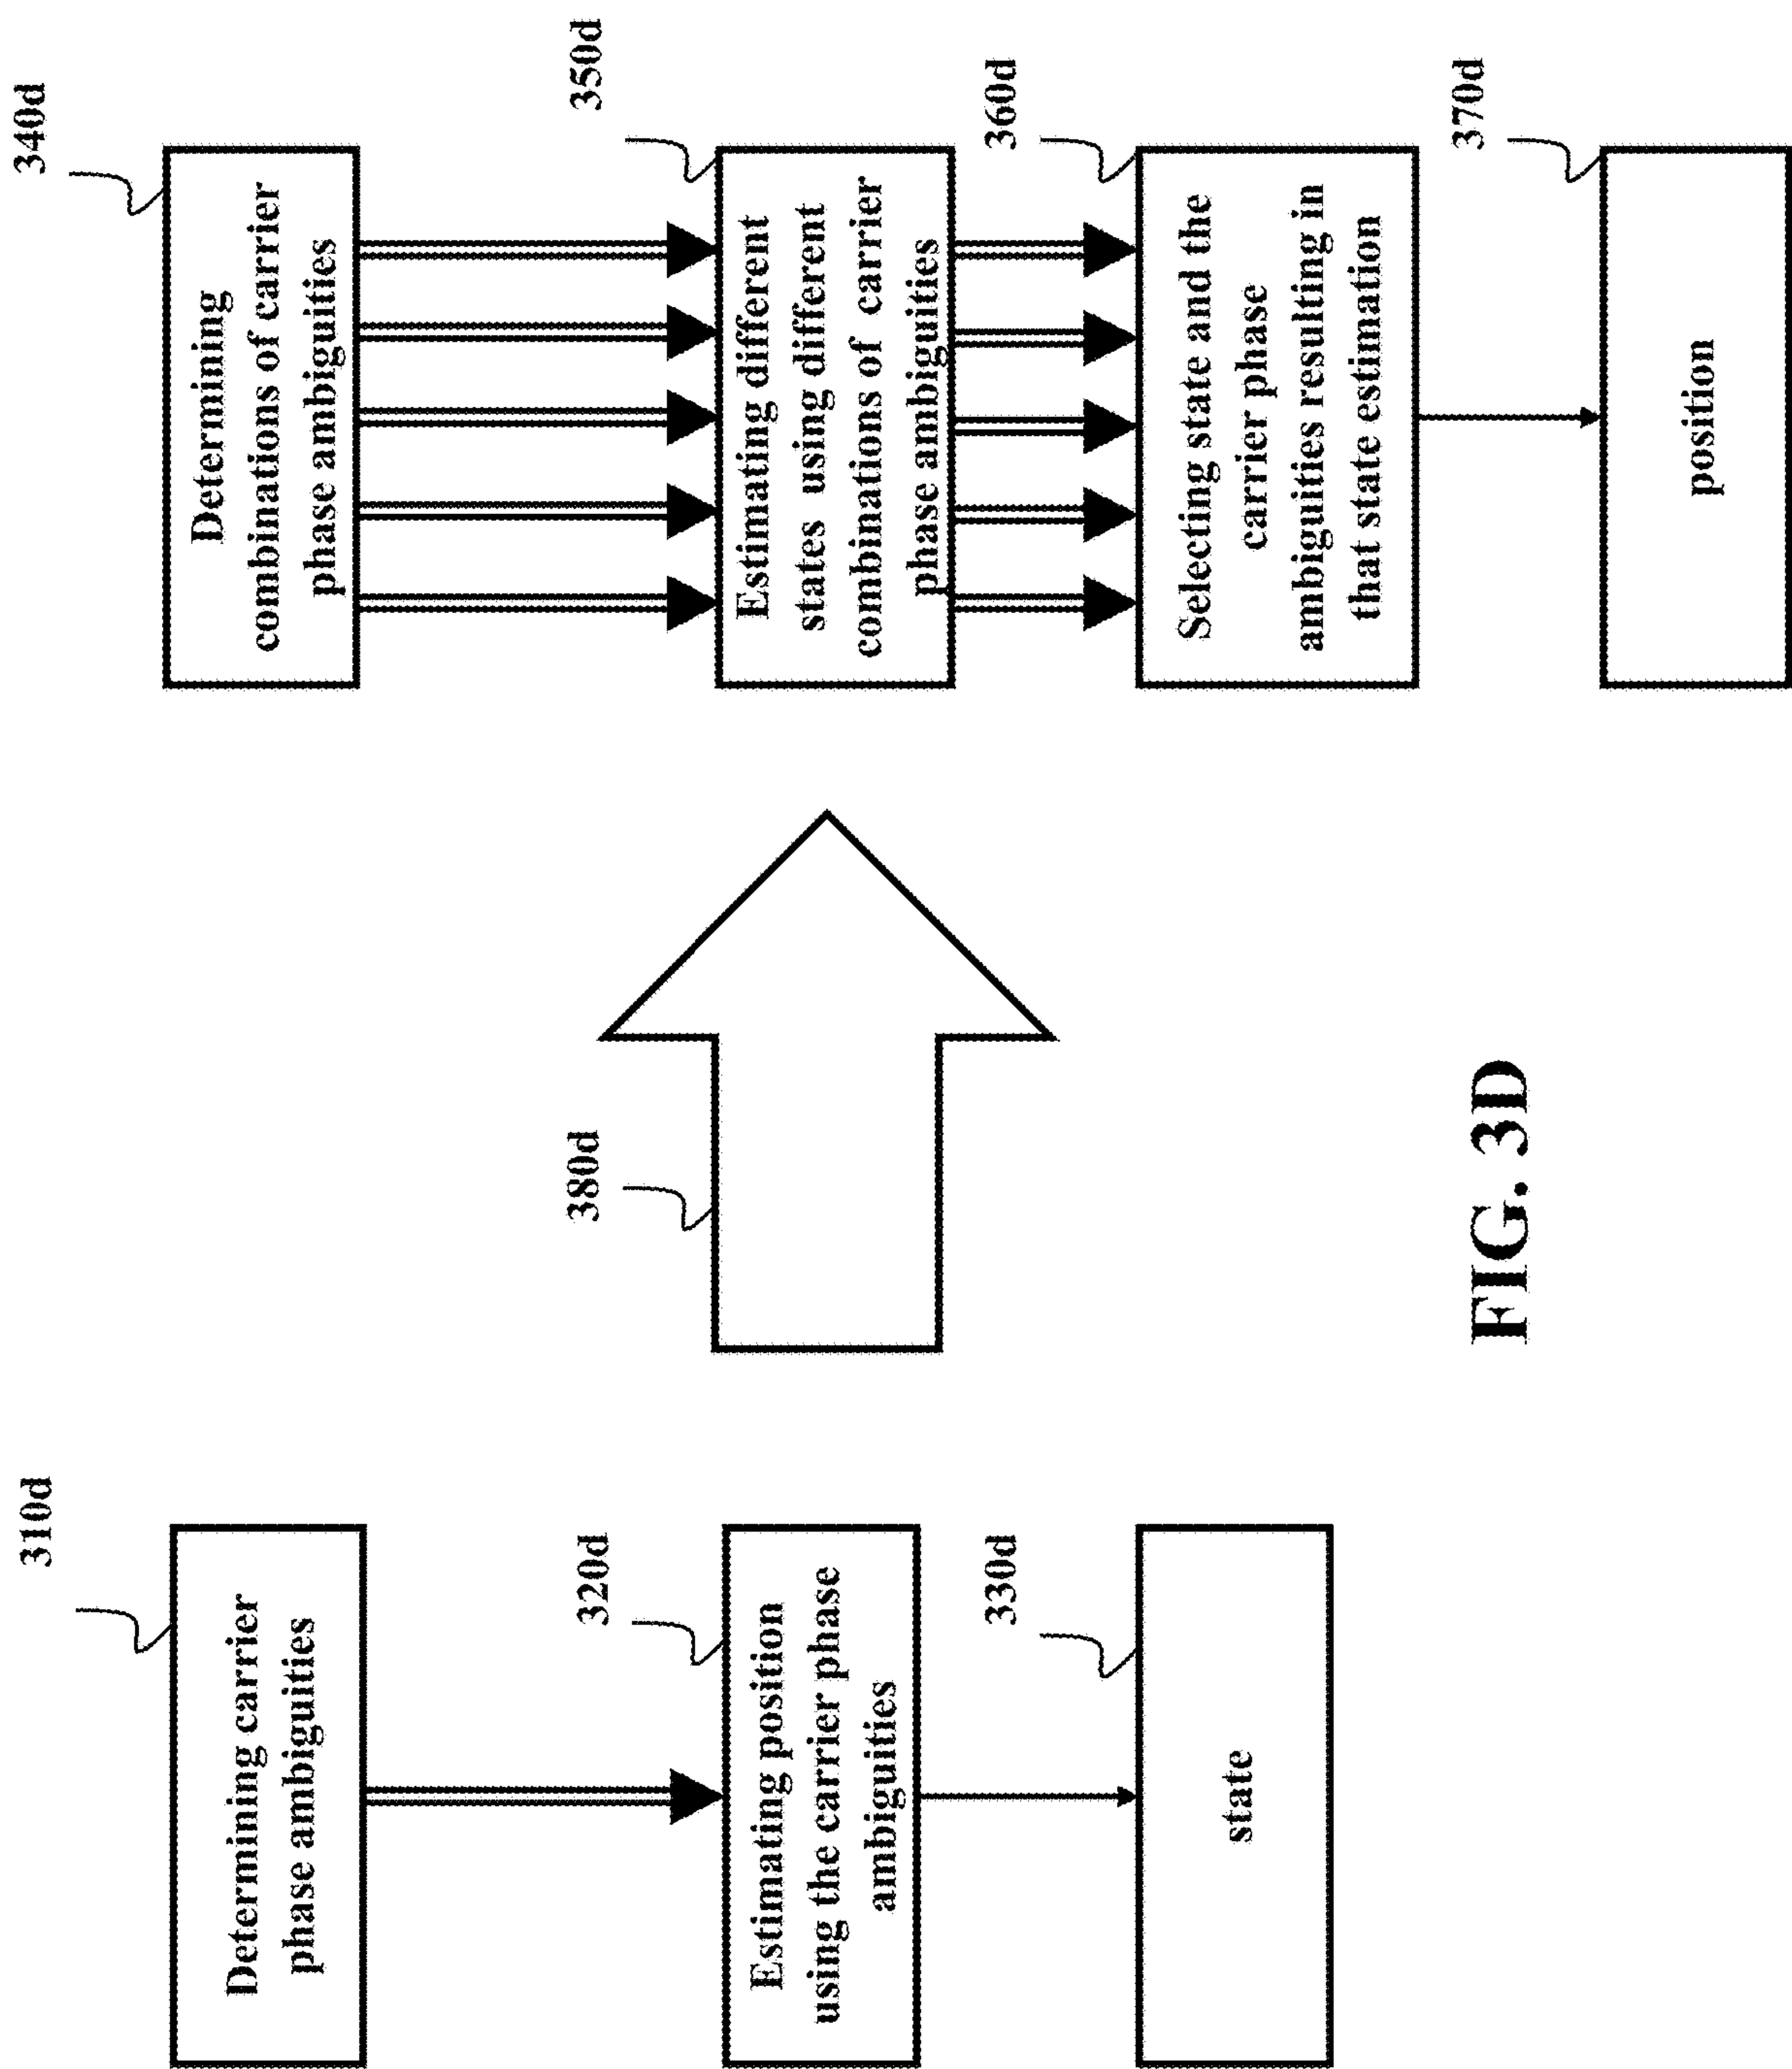 310d
Determining carrier
phase ambiguities
320d
Estimating position
using the carrier phase
ambiguities
330d
state
380d
340d
Determining
combinations of carrier
phase ambiguities
350d
Estimating different
states using different
combinations of carrier
phase ambiguities
360d
Selecting state and the
carrier phase
ambiguities resulting in
that state estimation
370d
position
FIG. 3D